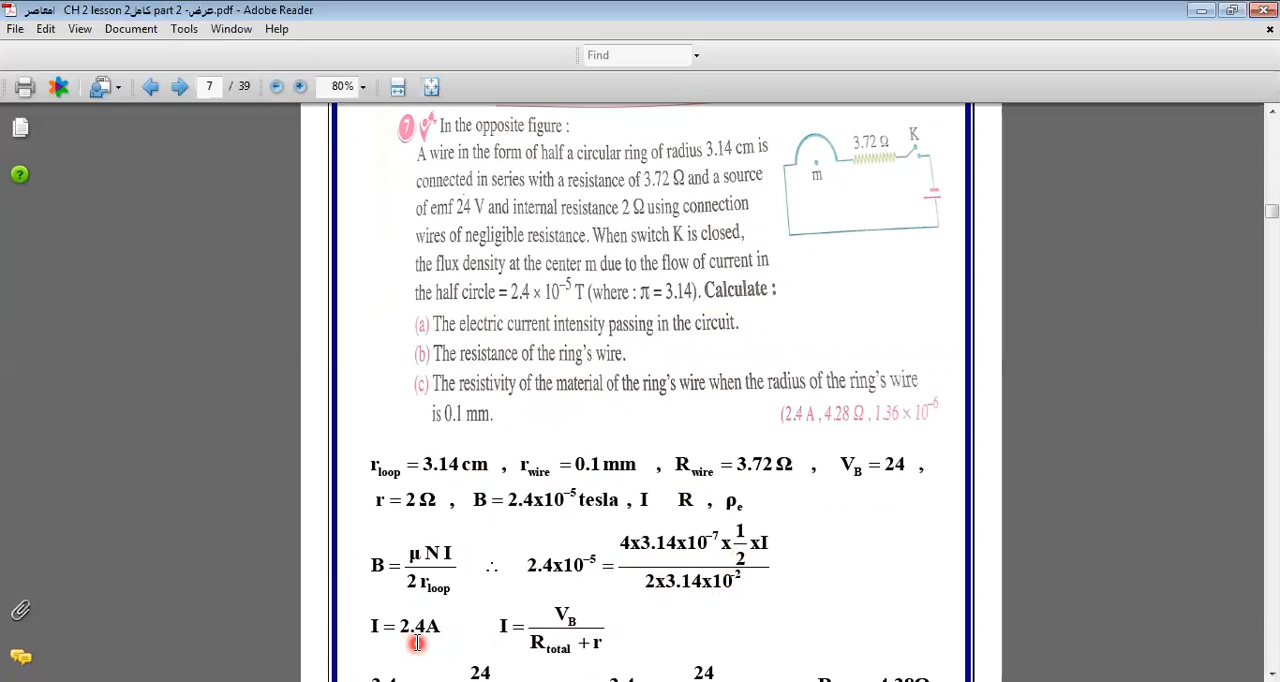 معاصر CH 2 lesson 2كامل part 2 -عرض.pdf - Adobe Reader
File Edit View Document Tools Window Help
Find
7 / 39 80%
7 In the opposite figure :
A wire in the form of half a circular ring of radius 3.14 cm is
connected in series with a resistance of 3.72 Ω and a source
of emf 24 V and internal resistance 2 Ω using connection
wires of negligible resistance. When switch K is closed,
the flux density at the center m due to the flow of current in
the half circle = 2.4 × 10⁻⁵ T (where : π = 3.14). Calculate :
3.72 Ω K
m
(a) The electric current intensity passing in the circuit.
(b) The resistance of the ring's wire.
(c) The resistivity of the material of the ring's wire when the radius of the ring's wire
is 0.1 mm. (2.4 A , 4.28 Ω , 1.36 × 10⁻⁶
r_loop = 3.14 cm , r_wire = 0.1 mm , R_wire = 3.72 Ω , V_B = 24 ,
r = 2 Ω , B = 2.4x10⁻⁵ tesla , I R , ρ_e
B = μ N I / 2 r_loop ∴ 2.4x10⁻⁵ = 4x3.14x10⁻⁷ x 1/2 xI / 2x3.14x10⁻²
I = 2.4A I = V_B / R_total + r
24 24